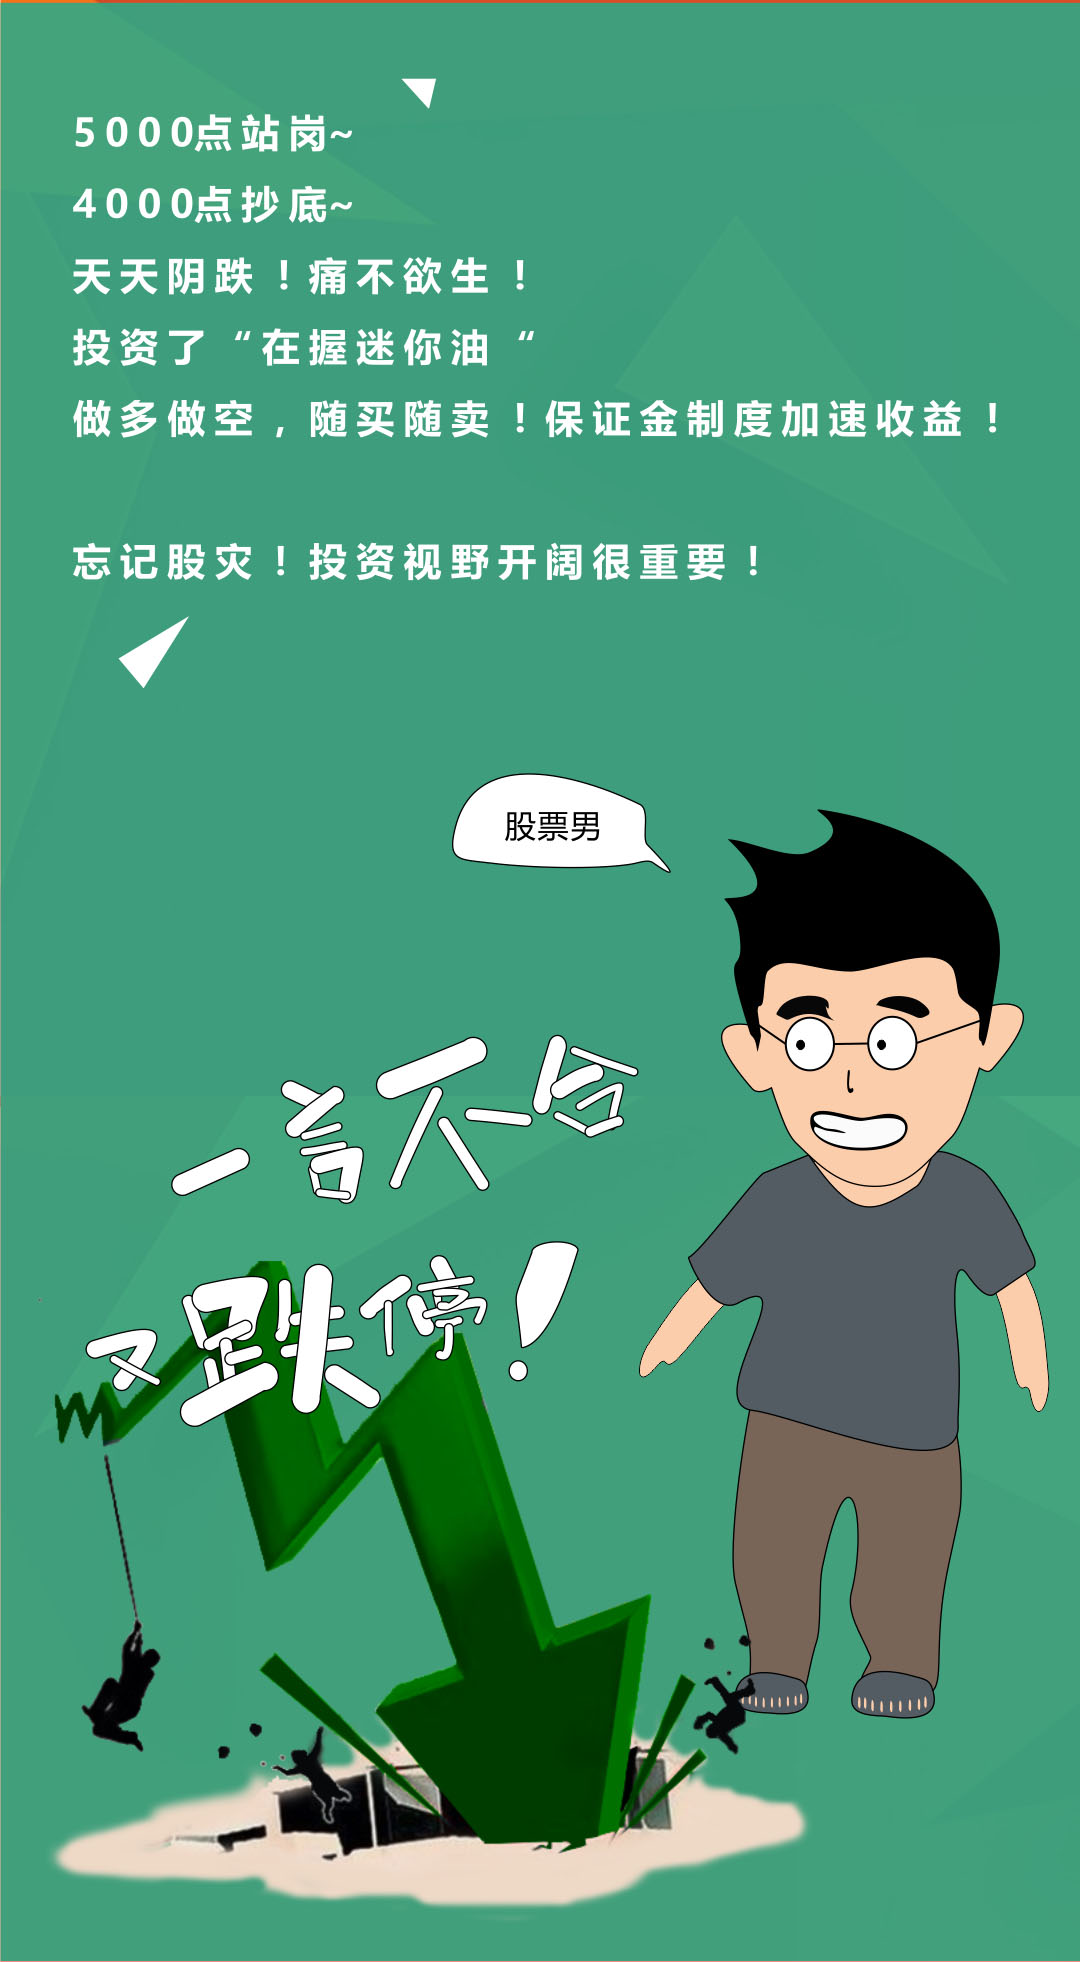 5000点站岗~
4000点抄底~
天天阴跌！痛不欲生！
投资了“在握迷你油“
做多做空，随买随卖！保证金制度加速收益！
忘记股灾！投资视野开阔很重要！
股票男
一言不合
又跌停！